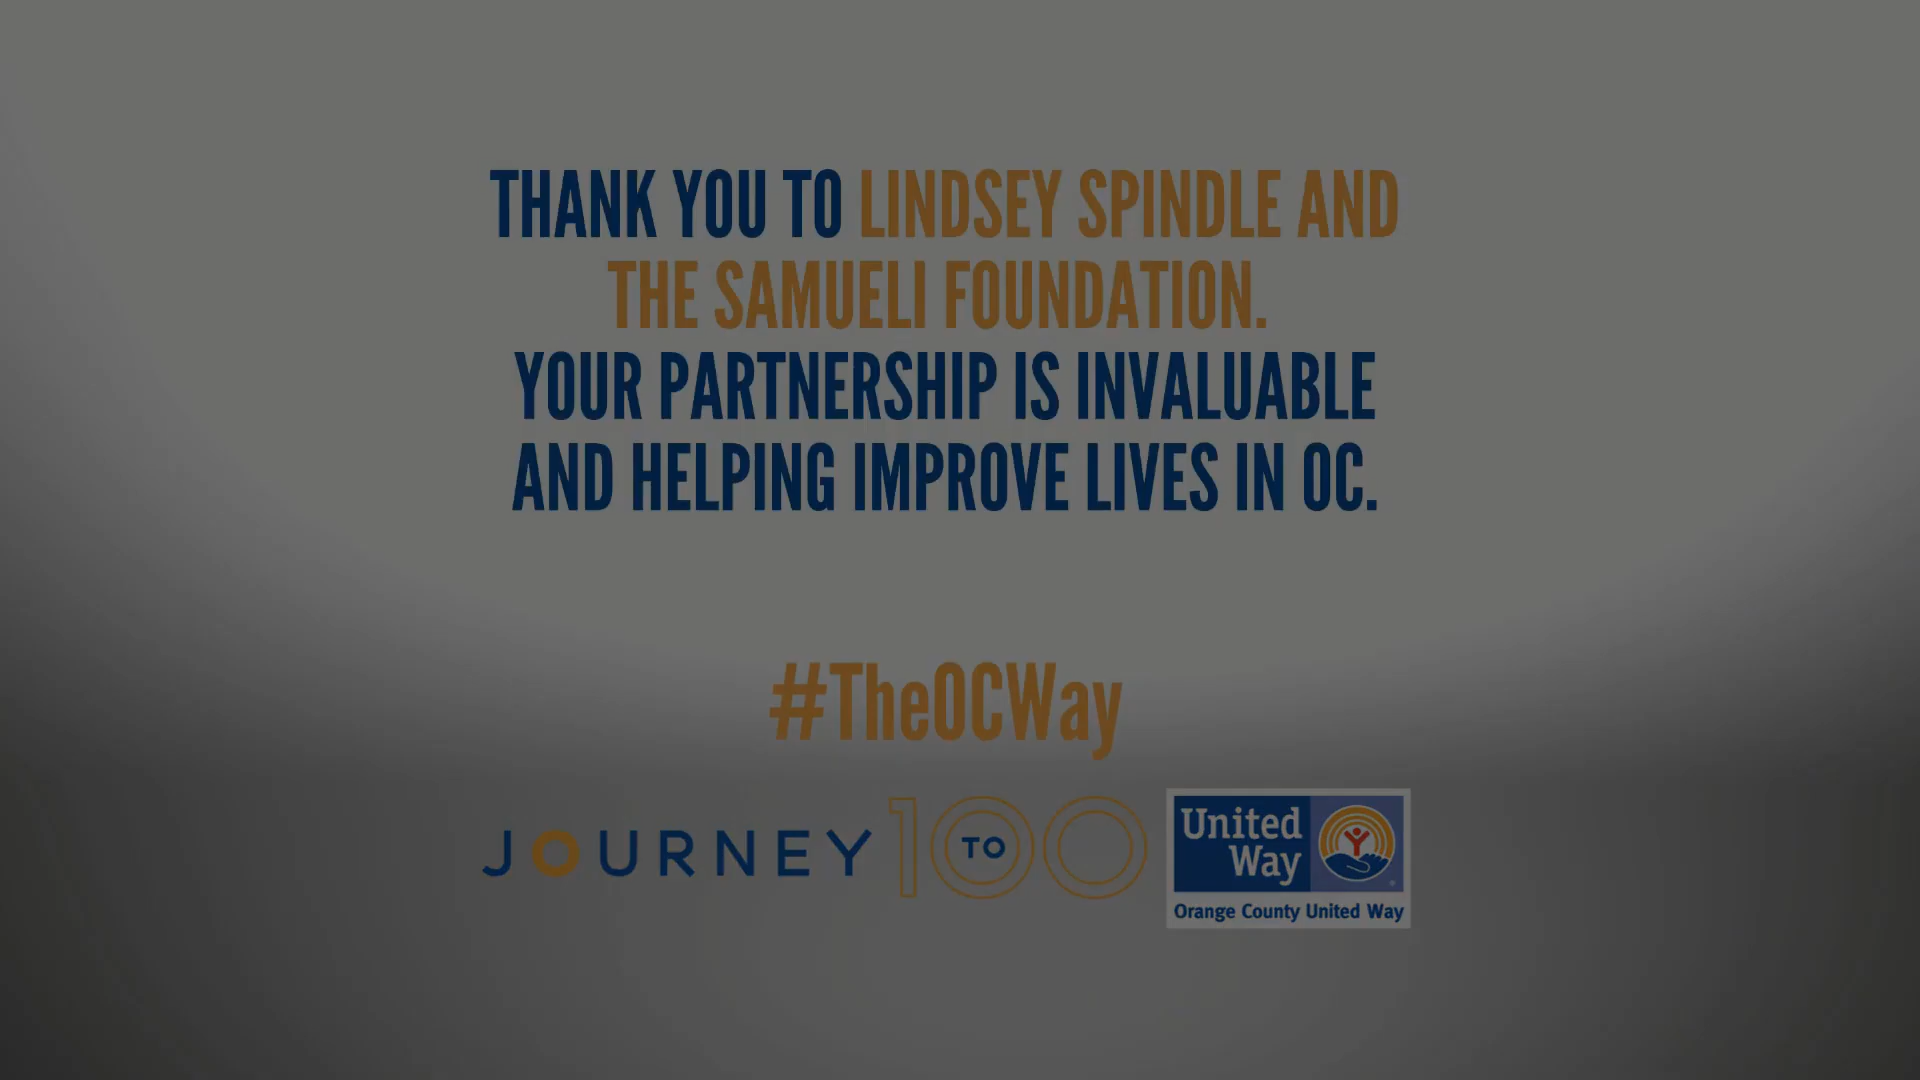 THANK YOU TO LINDSEY SPINDLE AND
THE SAMUELI FOUNDATION.
YOUR PARTNERSHIP IS INVALUABLE
AND HELPING IMPROVE LIVES IN OC.
#TheOCWay
JOURNEY TO 100
United
Way
Orange County United Way